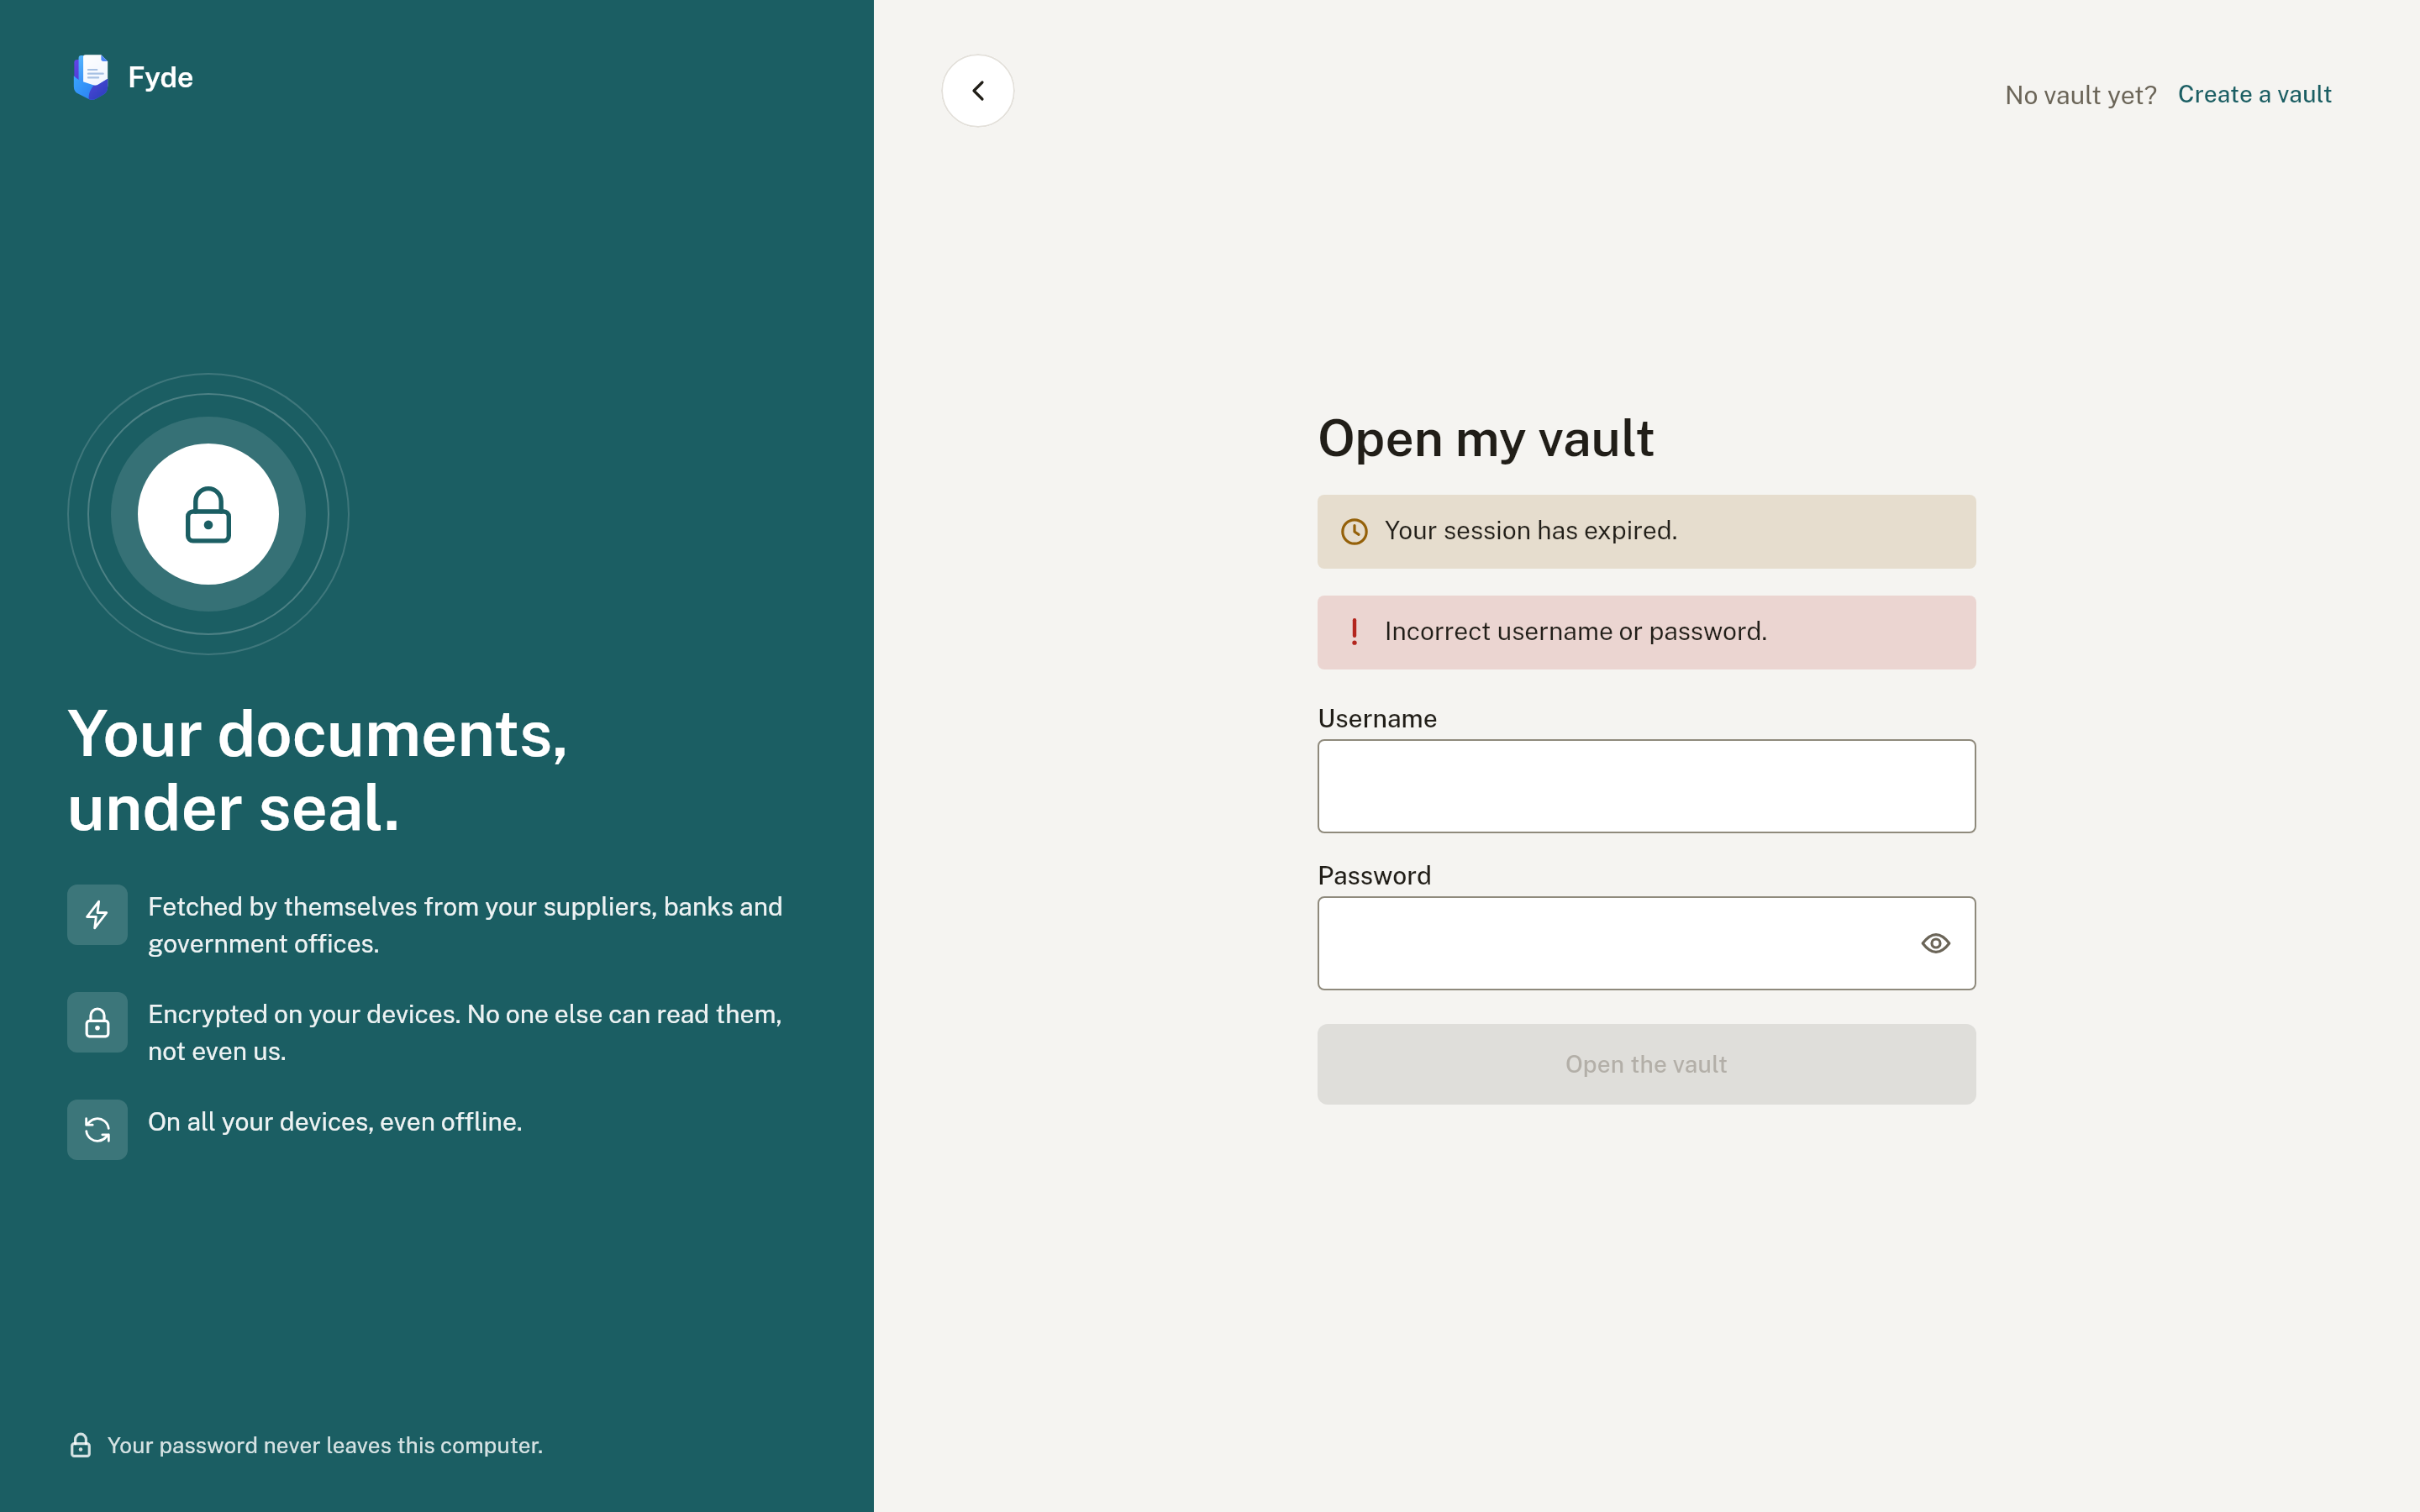 Fyde
Your documents,
under seal.
Fetched by themselves from your suppliers, banks and
government offices.
Encrypted on your devices. No one else can read them,
not even us.
On all your devices, even offline.
Your password never leaves this computer.
No vault yet? Create a vault
Open my vault
Your session has expired.
Incorrect username or password.
Username
Password
Open the vault